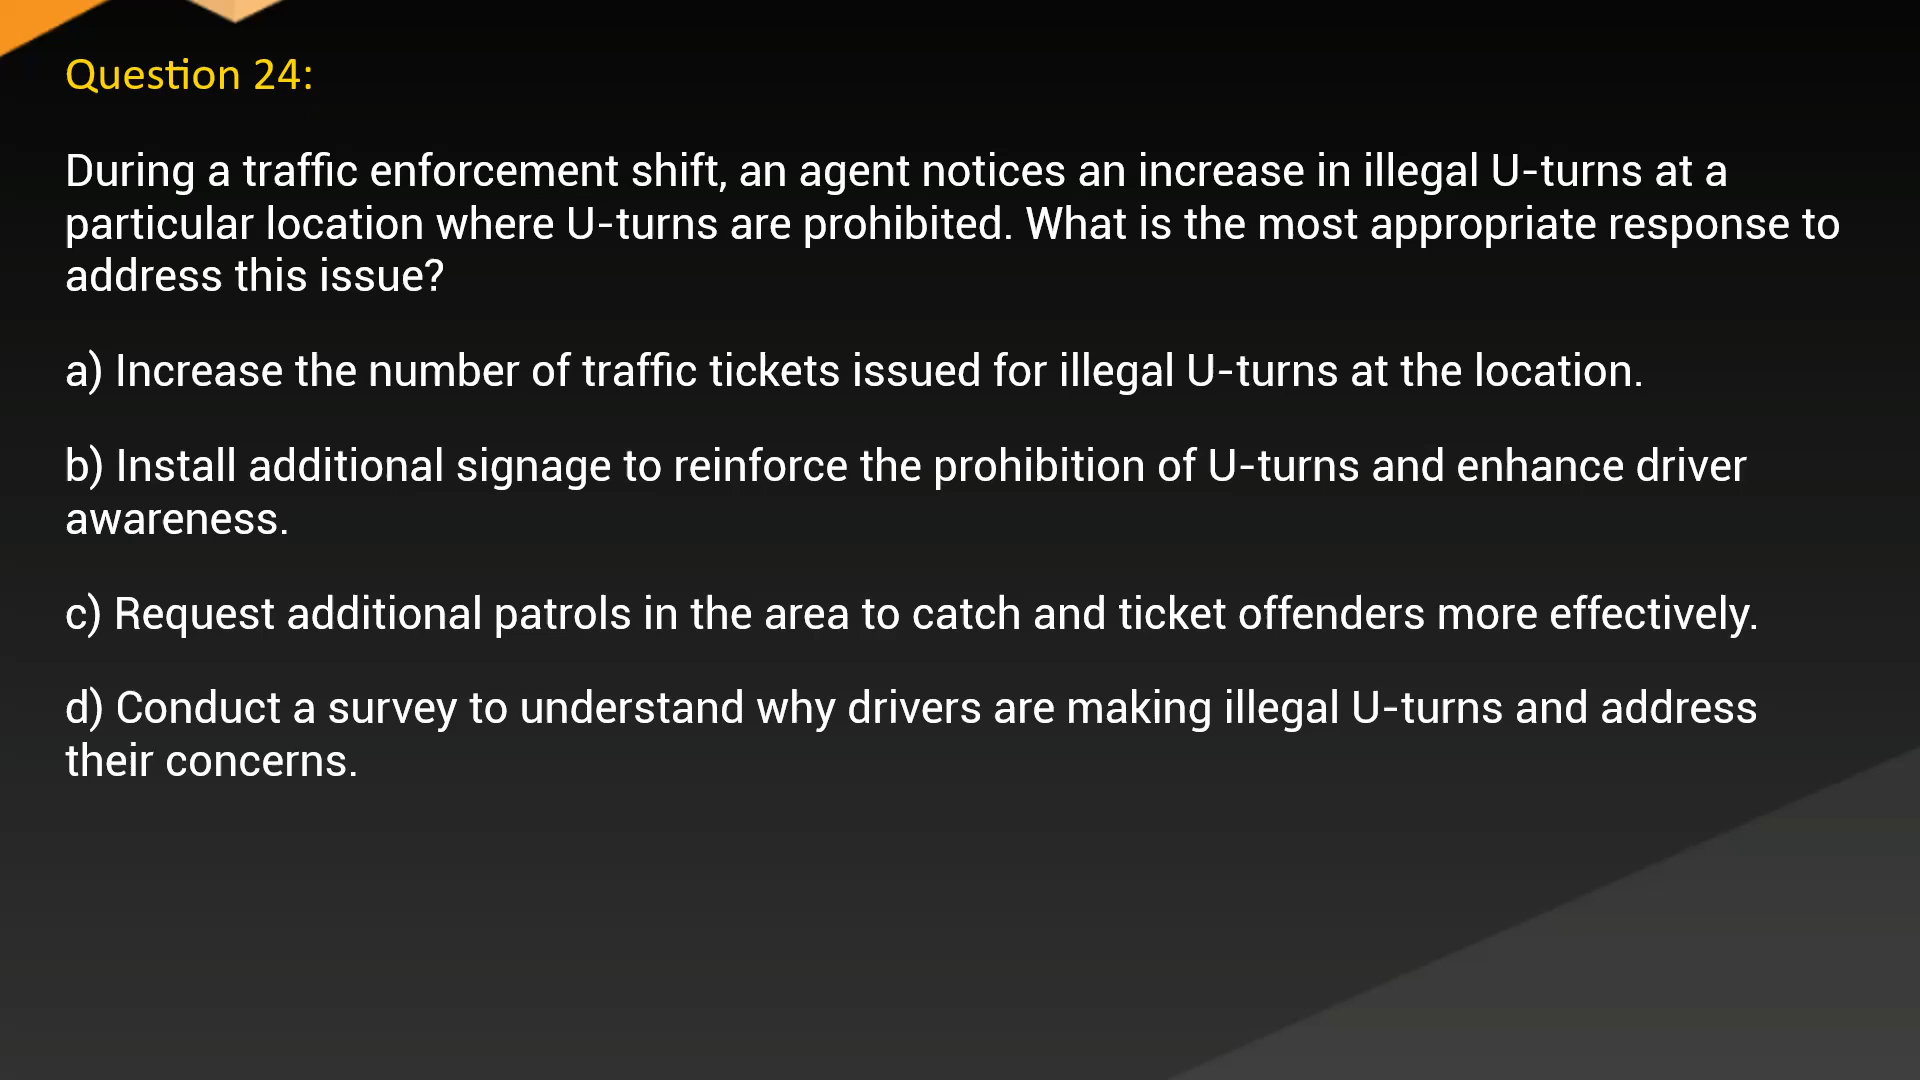 Question 24:
During a traffic enforcement shift, an agent notices an increase in illegal U-turns at a
particular location where U-turns are prohibited. What is the most appropriate response to
address this issue?
a) Increase the number of traffic tickets issued for illegal U-turns at the location.
b) Install additional signage to reinforce the prohibition of U-turns and enhance driver
awareness.
c) Request additional patrols in the area to catch and ticket offenders more effectively.
d) Conduct a survey to understand why drivers are making illegal U-turns and address
their concerns.